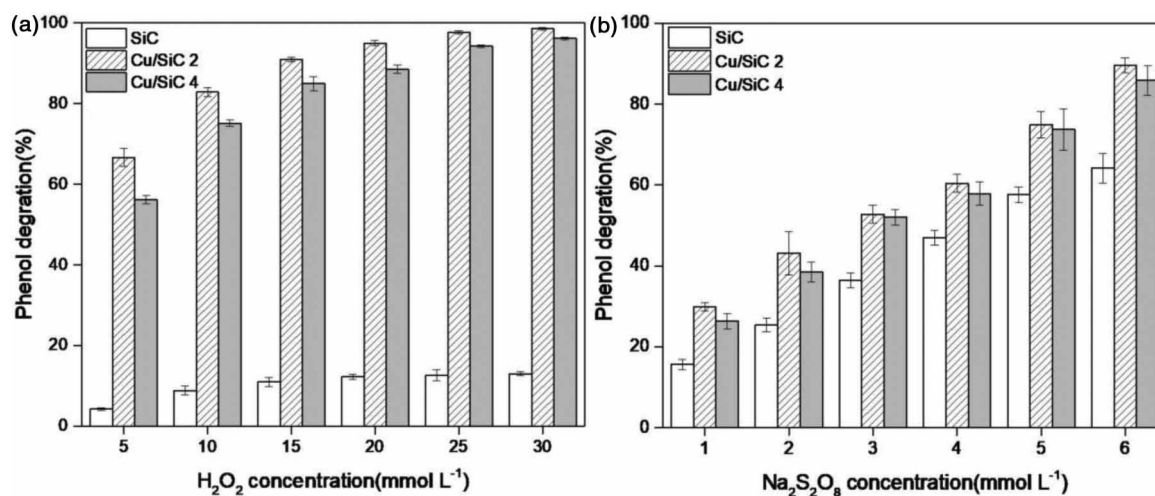 (a)
SiC
Cu/SiC 2
Cu/SiC 4
100
80
60
40
20
0
Phenol degration(%)
5 10 15 20 25 30
H₂O₂ concentration(mmol L⁻¹)
(b)
SiC
Cu/SiC 2
Cu/SiC 4
100
80
60
40
20
0
Phenol degration(%)
1 2 3 4 5 6
Na₂S₂O₈ concentration(mmol L⁻¹)